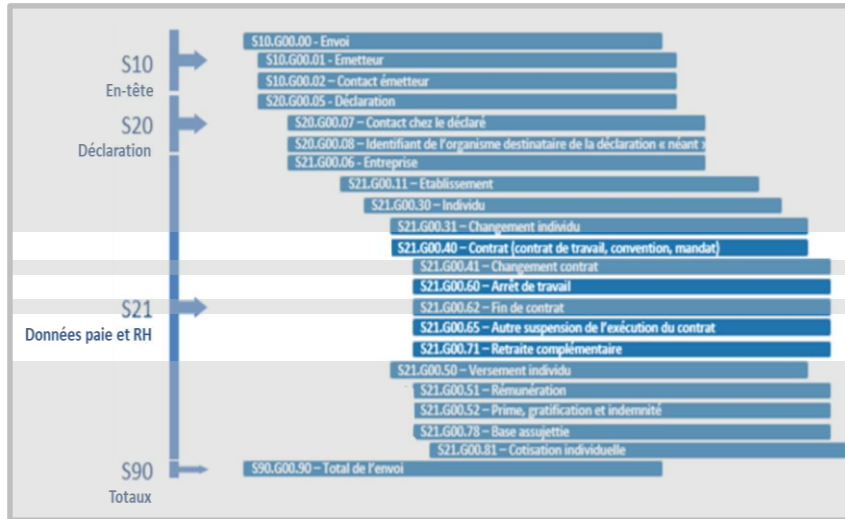 S10
En-tête
S20
Déclaration
S21
Données paie et RH
S90
Totaux
S10.G00.00 - Envoi
S10.G00.01 - Emetteur
S10.G00.02 – Contact émetteur
S20.G00.05 - Déclaration
S20.G00.07 – Contact chez le déclaré
S20.G00.08 – Identifiant de l'organisme destinataire de la déclaration « néant »
S21.G00.06 - Entreprise
S21.G00.11 – Etablissement
S21.G00.30 – Individu
S21.G00.31 – Changement individu
S21.G00.40 – Contrat (contrat de travail, convention, mandat)
S21.G00.41 – Changement contrat
S21.G00.60 – Arrêt de travail
S21.G00.62 – Fin de contrat
S21.G00.65 – Autre suspension de l'exécution du contrat
S21.G00.71 – Retraite complémentaire
S21.G00.50 – Versement individu
S21.G00.51 – Rémunération
S21.G00.52 – Prime, gratification et indemnité
S21.G00.78 – Base assujettie
S21.G00.81 – Cotisation individuelle
S90.G00.90 – Total de l'envoi